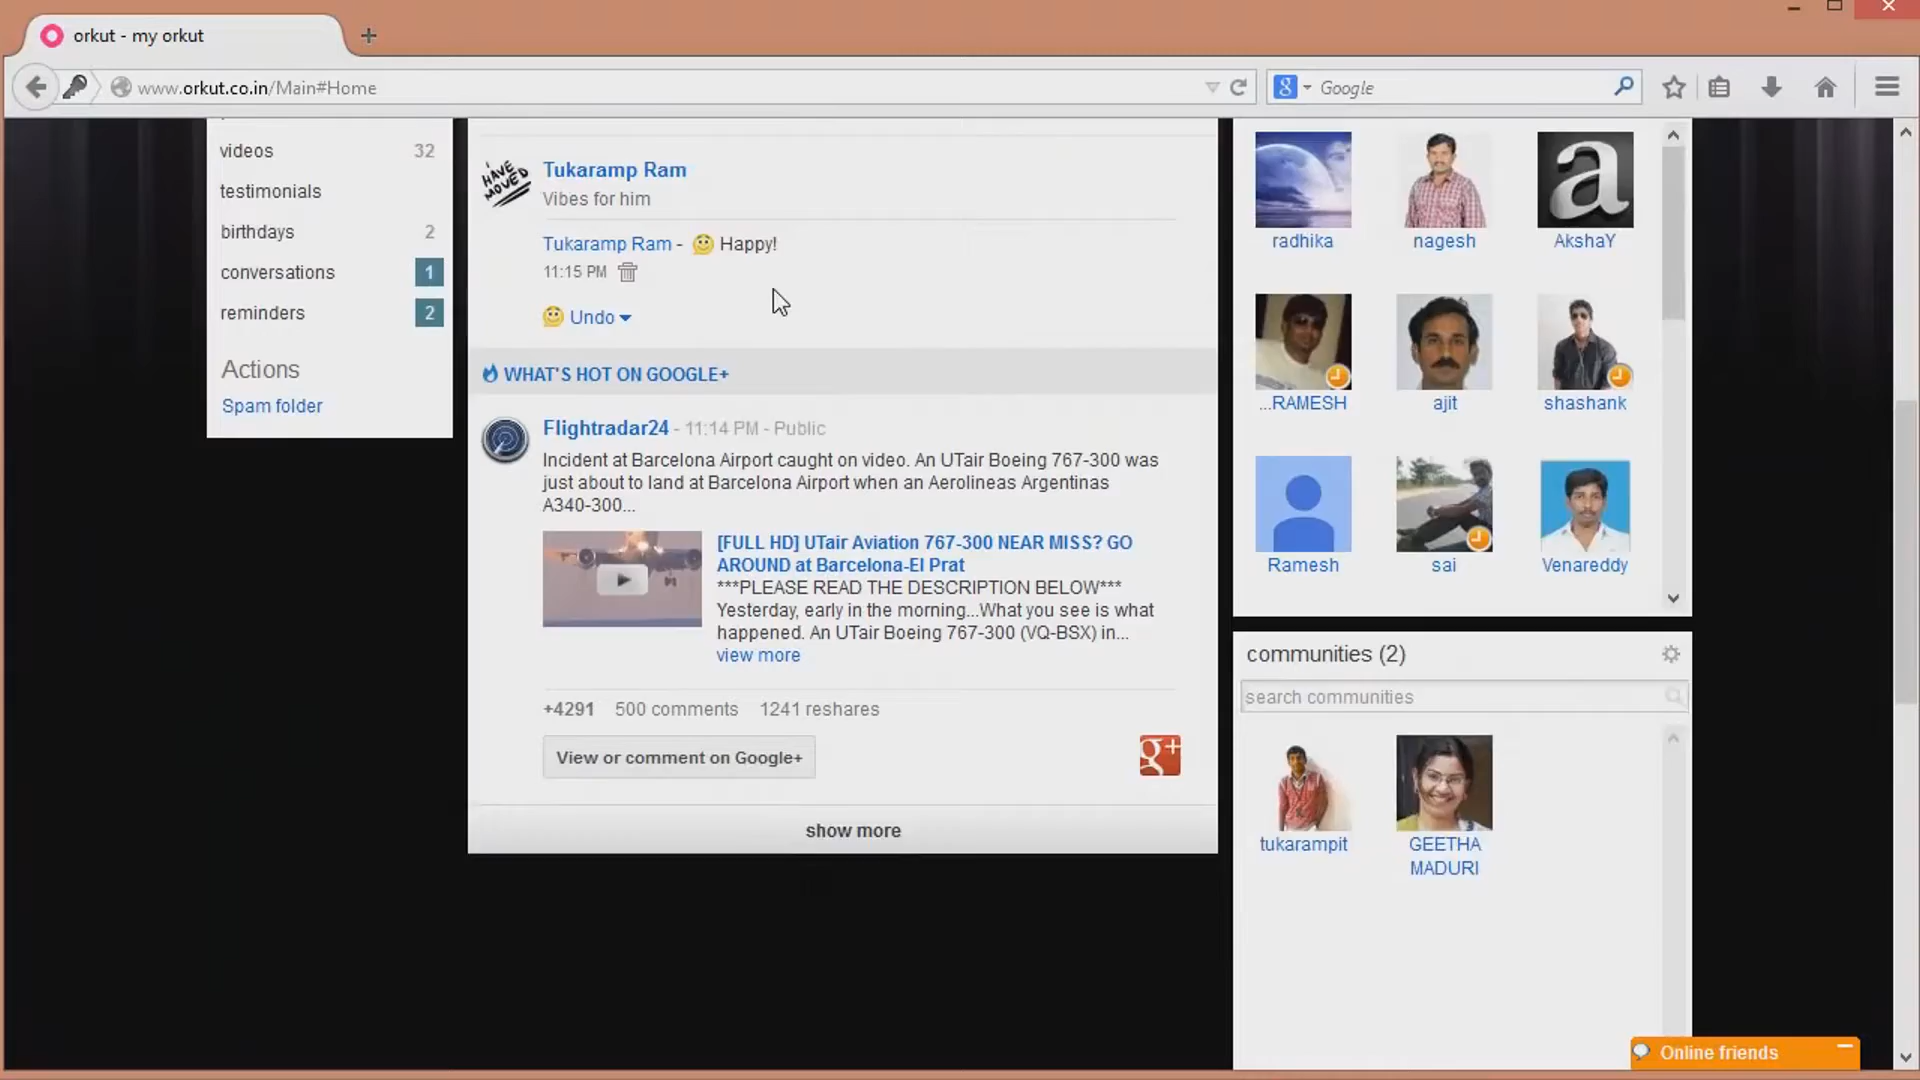 orkut - my orkut
www.orkut.co.in/Main#Home
Google
videos 32
testimonials
birthdays 2
conversations 1
reminders 2
Actions
Spam folder
I HAVE MOVED
Tukaramp Ram
Vibes for him
Tukaramp Ram - Happy!
11:15 PM
Undo
WHAT'S HOT ON GOOGLE+
Flightradar24 - 11:14 PM - Public
Incident at Barcelona Airport caught on video. An UTair Boeing 767-300 was
just about to land at Barcelona Airport when an Aerolineas Argentinas
A340-300...
[FULL HD] UTair Aviation 767-300 NEAR MISS? GO
AROUND at Barcelona-El Prat
***PLEASE READ THE DESCRIPTION BELOW***
Yesterday, early in the morning...What you see is what
happened. An UTair Boeing 767-300 (VQ-BSX) in...
view more
+4291 500 comments 1241 reshares
View or comment on Google+
g+
show more
a
radhika nagesh AkshaY
...RAMESH ajit shashank
Ramesh sai Venareddy
communities (2)
search communities
tukarampit GEETHA
MADURI
Online friends